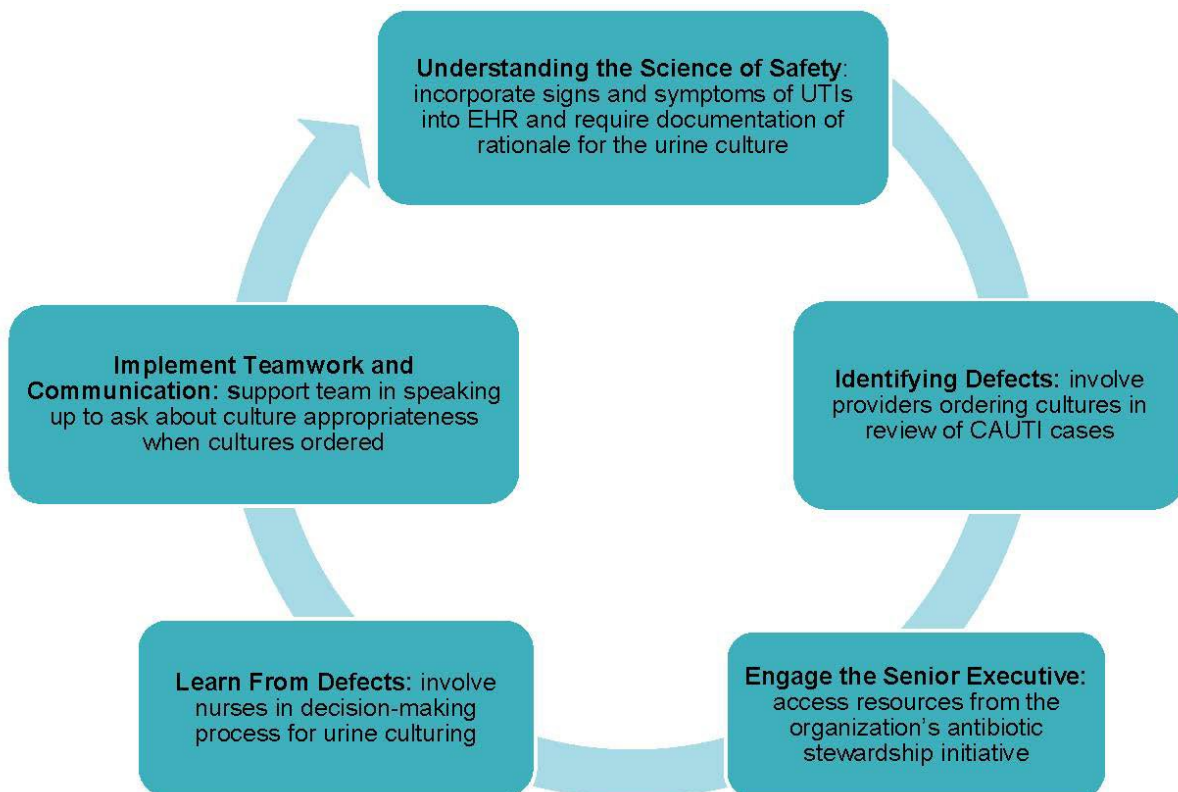 Understanding the Science of Safety:
incorporate signs and symptoms of UTIs
into EHR and require documentation of
rationale for the urine culture
Identifying Defects: involve
providers ordering cultures in
review of CAUTI cases
Engage the Senior Executive:
access resources from the
organization’s antibiotic
stewardship initiative
Learn From Defects: involve
nurses in decision-making
process for urine culturing
Implement Teamwork and
Communication: support team in speaking
up to ask about culture appropriateness
when cultures ordered